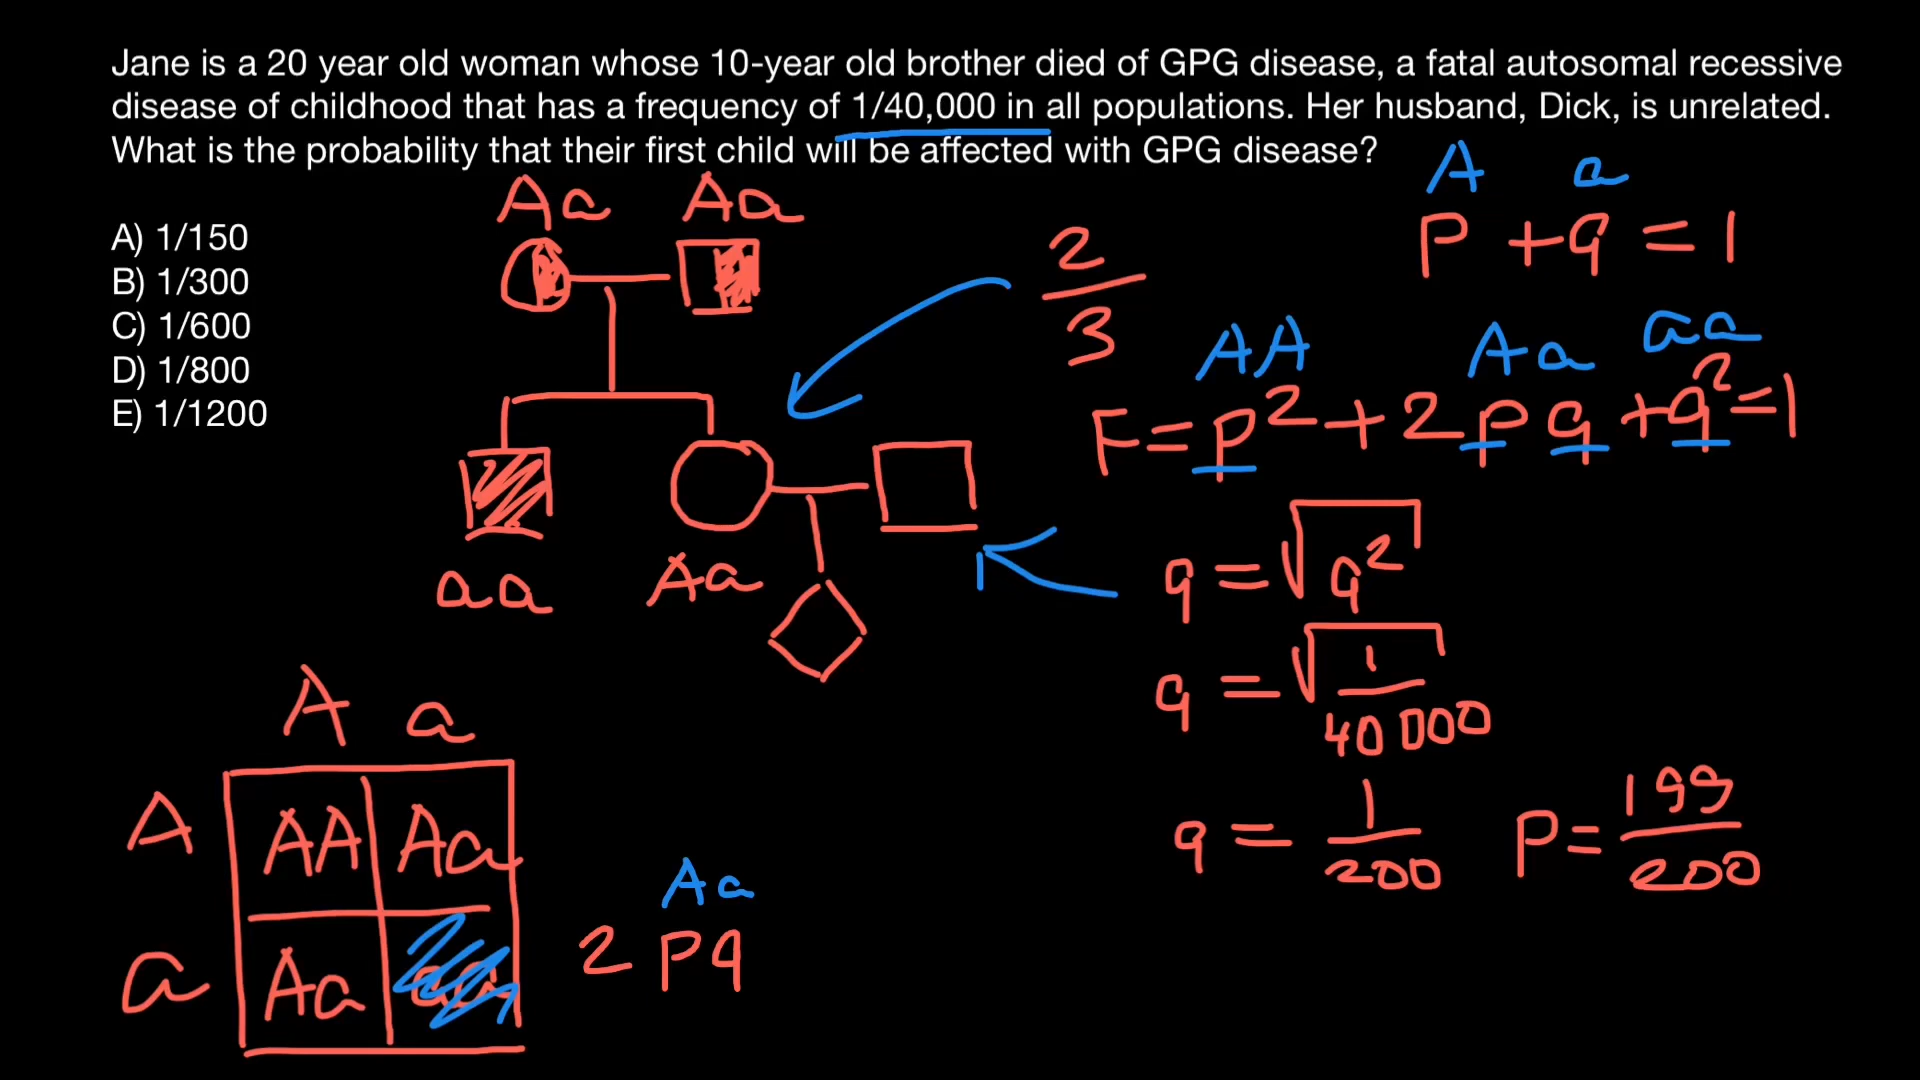 Jane is a 20 year old woman whose 10-year old brother died of GPG disease, a fatal autosomal recessive
disease of childhood that has a frequency of 1/40,000 in all populations. Her husband, Dick, is unrelated.
What is the probability that their first child will be affected with GPG disease?
A) 1/150
B) 1/300
C) 1/600
D) 1/800
E) 1/1200
Aa Aa
aa Aa
2/3
A a
p + q = 1
AA Aa aa
F = p² + 2pq + q² = 1
q = √q²
q = √1/40000
q = 1/200 P = 199/200
A a
A AA Aa
a Aa aa
Aa
2 pq